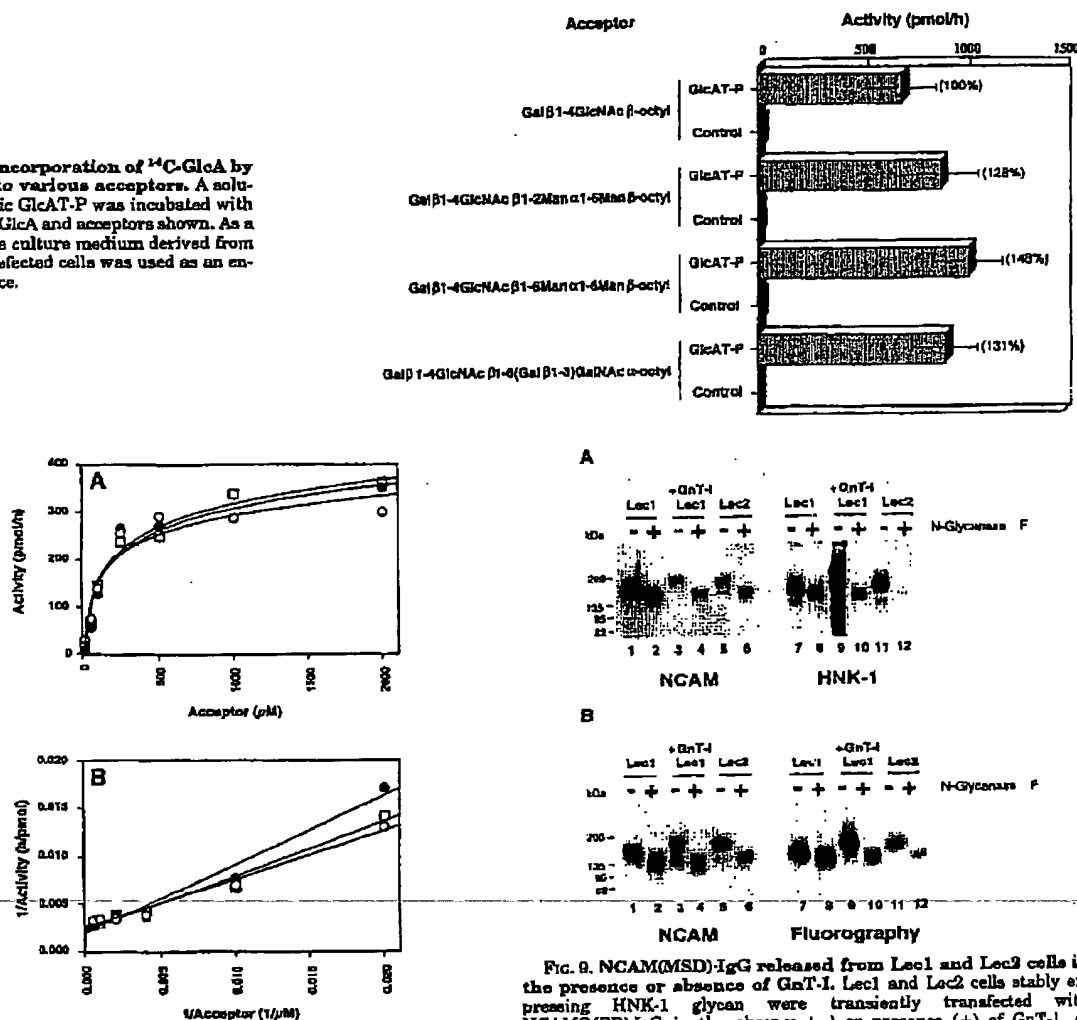 Acceptor
Activity (pmol/h)
0 500 1000 1500
Galβ1-4GlcNAc β-octyl
GlcAT-P
(100%)
Control
Galβ1-4GlcNAc β1-2Man α1-6Man β-octyl
GlcAT-P
(128%)
Control
Galβ1-4GlcNAc β1-6Man α1-6Man β-octyl
GlcAT-P
(148%)
Control
Galβ1-4GlcNAc β1-6(Galβ1-3)GalNAc α-octyl
GlcAT-P
(131%)
Control
ncorporation of ¹⁴C-GlcA by
to various acceptors. A solu-
ic GlcAT-P was incubated with
GlcA and acceptors shown. As a
e culture medium derived from
fected cells was used as an en-
ce.
A
Activity (pmol/h)
400
300
200
100
0
0 500 1000 1500 2000
Acceptor (μM)
B
1/Activity (h/pmol)
0.020
0.015
0.010
0.005
0.000
0.000 0.005 0.010 0.015 0.020
1/Acceptor (1/μM)
A
+GnT-I +GnT-I
Lec1 Lec1 Lec2 Lec1 Lec1 Lec2
kDa - + - + - + - + - + - + N-Glycanase F
1 2 3 4 5 6 7 8 9 10 11 12
NCAM HNK-1
B
+GnT-I +GnT-I
Lec1 Lec1 Lec2 Lec1 Lec1 Lec2
kDa - + - + - + - + - + - + N-Glycanase F
200
1 2 3 4 5 6 7 8 9 10 11 12
NCAM Fluorography
FIG. 9. NCAM(MSD)-IgG released from Lec1 and Lec2 cells i
the presence or absence of GnT-I. Lec1 and Lec2 cells stably ex
pressing HNK-1 glycan were transiently transfected wit